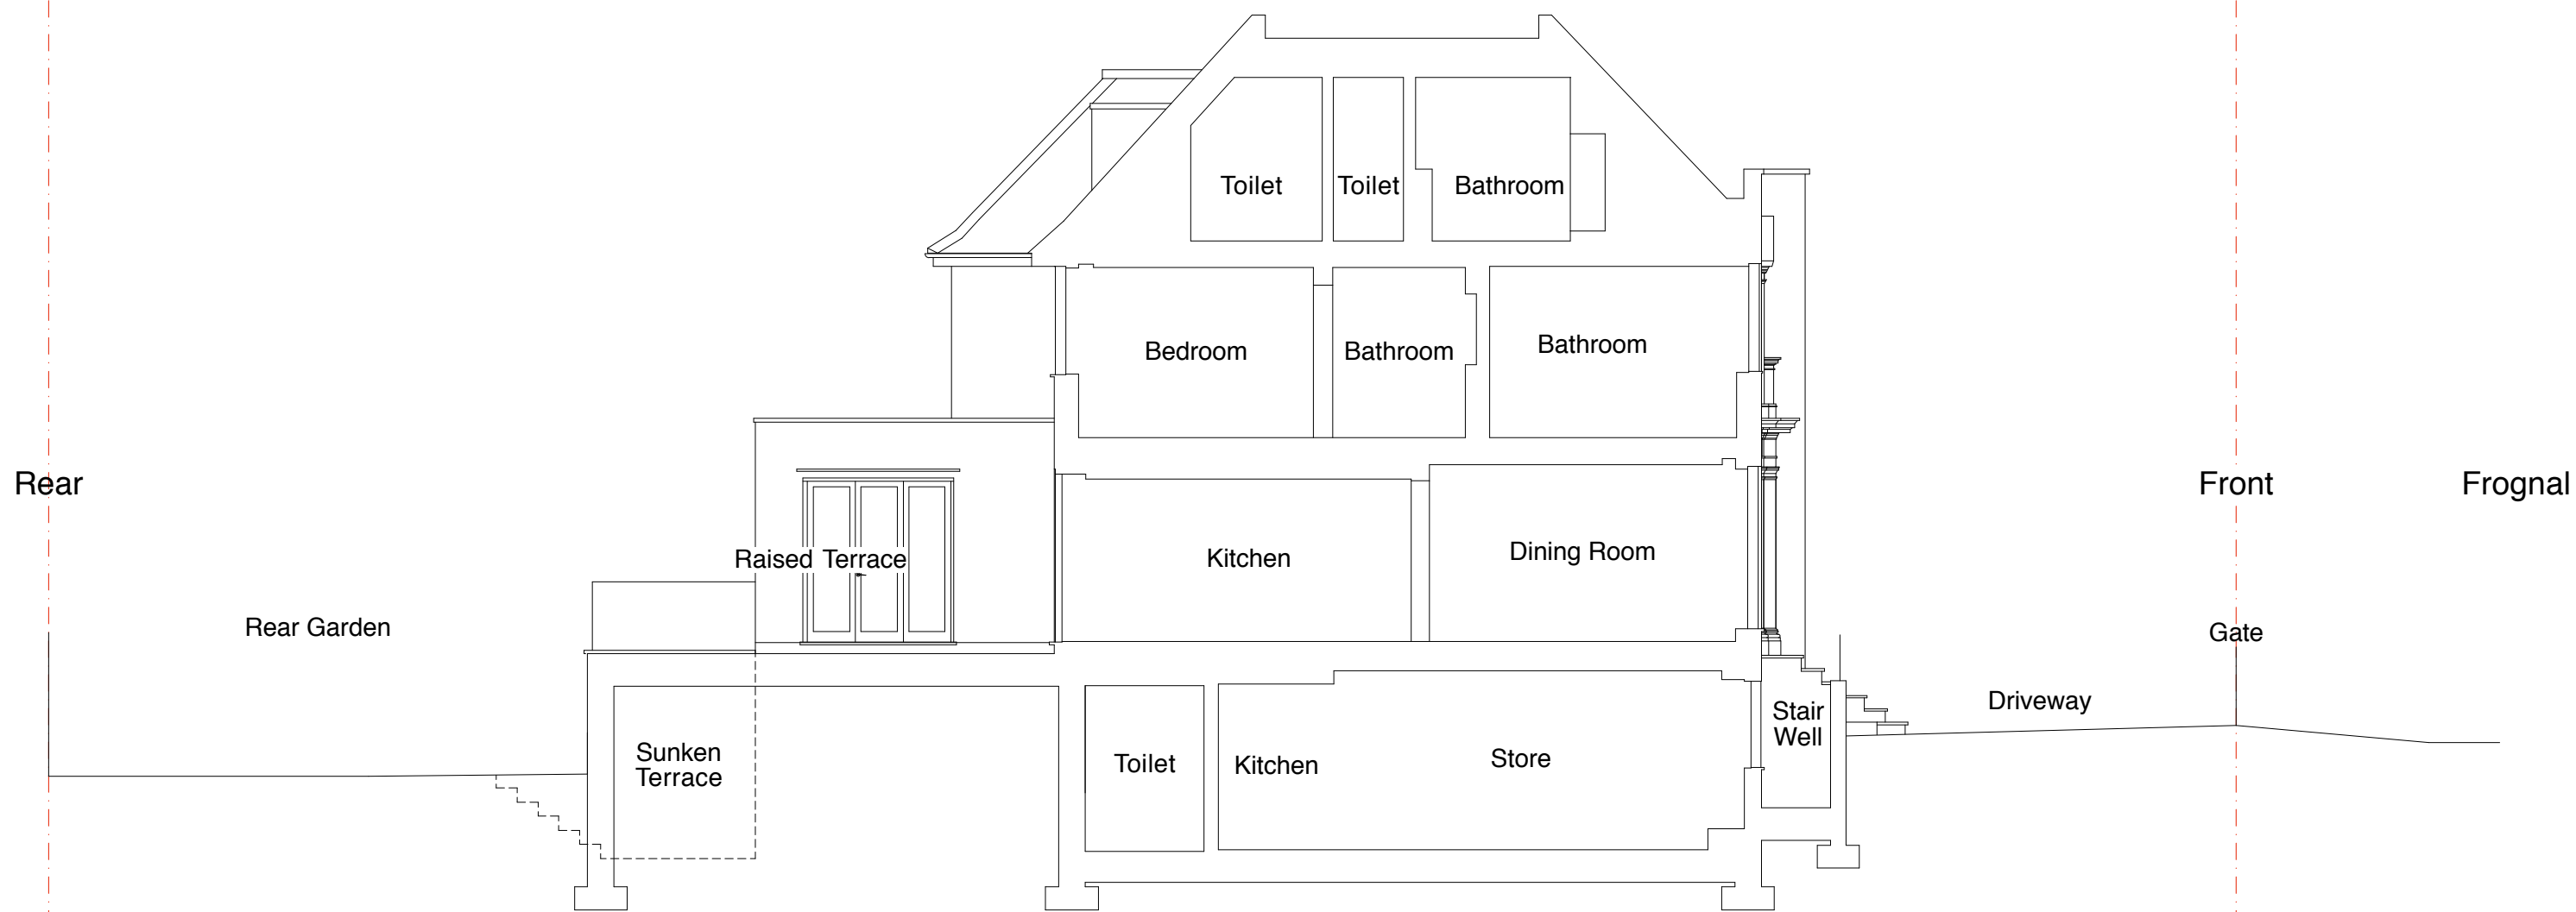 Toilet
Toilet
Bathroom
Bedroom
Bathroom
Bathroom
Rear
Front
Frognal
Raised Terrace
Kitchen
Dining Room
Rear Garden
Gate
Driveway
Stair
Well
Sunken
Terrace
Toilet
Kitchen
Store